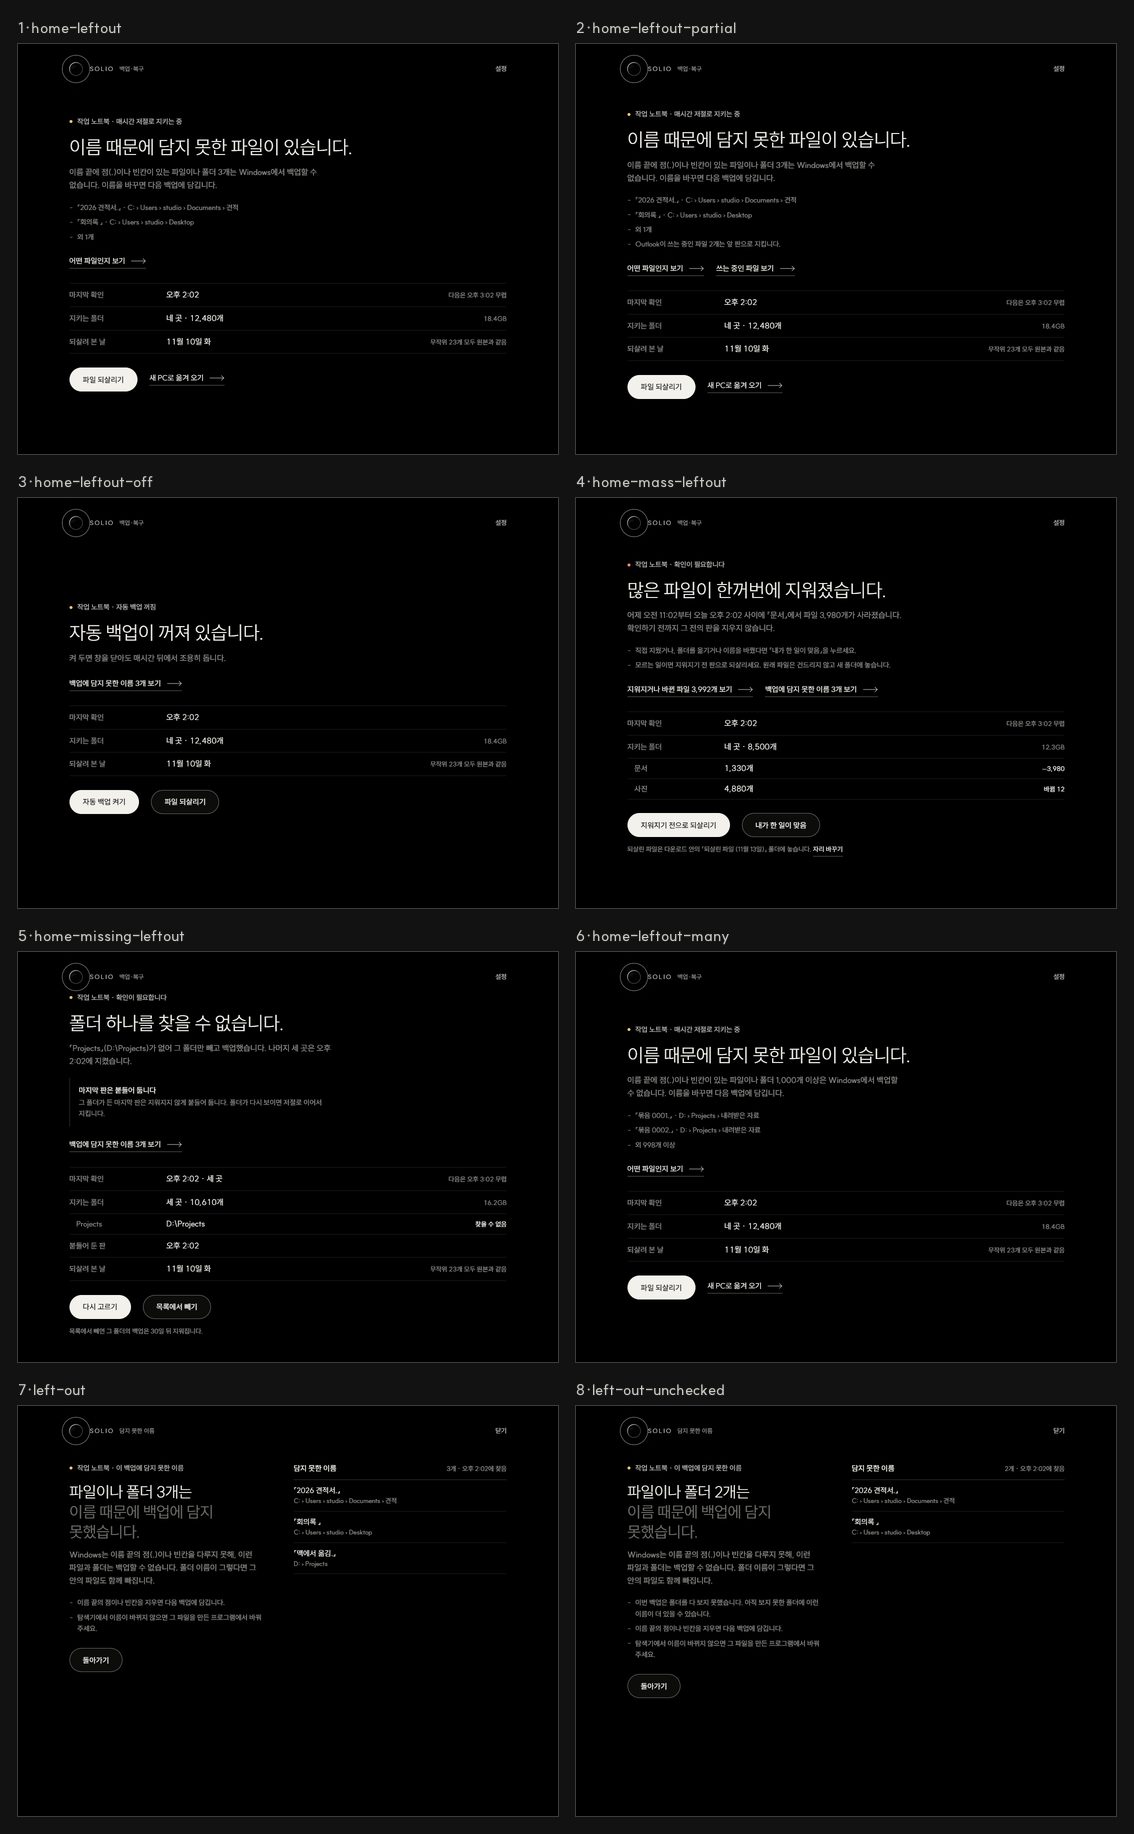 1·home-leftout
SOLIO 백업·복구
설정
작업 노트북 · 매시간 저절로 지키는 중
이름 때문에 담지 못한 파일이 있습니다.
이름 끝에 점(.)이나 빈칸이 있는 파일이나 폴더 3개는 Windows에서 백업할 수
없습니다. 이름을 바꾸면 다음 백업에 담깁니다.
- 「2026 견적서.」 · C: › Users › studio › Documents › 견적
- 「회의록 」 · C: › Users › studio › Desktop
- 외 1개
어떤 파일인지 보기
마지막 확인 오후 2:02 다음은 오후 3:02 무렵
지키는 폴더 네 곳 · 12,480개 18.4GB
되살려 본 날 11월 10일 화 무작위 23개 모두 원본과 같음
파일 되살리기 새 PC로 옮겨 오기
2·home-leftout-partial
SOLIO 백업·복구
설정
작업 노트북 · 매시간 저절로 지키는 중
이름 때문에 담지 못한 파일이 있습니다.
이름 끝에 점(.)이나 빈칸이 있는 파일이나 폴더 3개는 Windows에서 백업할 수
없습니다. 이름을 바꾸면 다음 백업에 담깁니다.
- 「2026 견적서.」 · C: › Users › studio › Documents › 견적
- 「회의록 」 · C: › Users › studio › Desktop
- 외 1개
- Outlook이 쓰는 중인 파일 2개는 앞 판으로 지킵니다.
어떤 파일인지 보기 쓰는 중인 파일 보기
마지막 확인 오후 2:02 다음은 오후 3:02 무렵
지키는 폴더 네 곳 · 12,480개 18.4GB
되살려 본 날 11월 10일 화 무작위 23개 모두 원본과 같음
파일 되살리기 새 PC로 옮겨 오기
3·home-leftout-off
SOLIO 백업·복구
설정
작업 노트북 · 자동 백업 꺼짐
자동 백업이 꺼져 있습니다.
켜 두면 창을 닫아도 매시간 뒤에서 조용히 돕니다.
백업에 담지 못한 이름 3개 보기
마지막 확인 오후 2:02
지키는 폴더 네 곳 · 12,480개 18.4GB
되살려 본 날 11월 10일 화 무작위 23개 모두 원본과 같음
자동 백업 켜기 파일 되살리기
4·home-mass-leftout
SOLIO 백업·복구
설정
작업 노트북 · 확인이 필요합니다
많은 파일이 한꺼번에 지워졌습니다.
어제 오전 11:02부터 오늘 오후 2:02 사이에 「문서」에서 파일 3,980개가 사라졌습니다.
확인하기 전까지 그 전의 판을 지우지 않습니다.
- 직접 지웠거나, 폴더를 옮기거나 이름을 바꿨다면 「내가 한 일이 맞음」을 누르세요.
- 모르는 일이면 지워지기 전 판으로 되살리세요. 원래 파일은 건드리지 않고 새 폴더에 놓습니다.
지워지거나 바뀐 파일 3,992개 보기 백업에 담지 못한 이름 3개 보기
마지막 확인 오후 2:02 다음은 오후 3:02 무렵
지키는 폴더 네 곳 · 8,500개 12.3GB
문서 1,330개 −3,980
사진 4,880개 바뀜 12
지워지기 전으로 되살리기 내가 한 일이 맞음
되살린 파일은 다운로드 안의 「되살린 파일 (11월 13일)」 폴더에 놓습니다. 자리 바꾸기
5·home-missing-leftout
SOLIO 백업·복구
설정
작업 노트북 · 확인이 필요합니다
폴더 하나를 찾을 수 없습니다.
「Projects」(D:\Projects)가 없어 그 폴더만 빼고 백업했습니다. 나머지 세 곳은 오후
2:02에 지켰습니다.
마지막 판은 붙들어 둡니다
그 폴더가 든 마지막 판은 지워지지 않게 붙들어 둡니다. 폴더가 다시 보이면 저절로 이어서
지킵니다.
백업에 담지 못한 이름 3개 보기
마지막 확인 오후 2:02 · 세 곳 다음은 오후 3:02 무렵
지키는 폴더 세 곳 · 10,610개 16.2GB
Projects D:\Projects 찾을 수 없음
붙들어 둔 판 오후 2:02
되살려 본 날 11월 10일 화 무작위 23개 모두 원본과 같음
다시 고르기 목록에서 빼기
목록에서 빼면 그 폴더의 백업은 30일 뒤 지워집니다.
6·home-leftout-many
SOLIO 백업·복구
설정
작업 노트북 · 매시간 저절로 지키는 중
이름 때문에 담지 못한 파일이 있습니다.
이름 끝에 점(.)이나 빈칸이 있는 파일이나 폴더 1,000개 이상은 Windows에서 백업할
수 없습니다. 이름을 바꾸면 다음 백업에 담깁니다.
- 「묶음 0001.」 · D: › Projects › 내려받은 자료
- 「묶음 0002.」 · D: › Projects › 내려받은 자료
- 외 998개 이상
어떤 파일인지 보기
마지막 확인 오후 2:02 다음은 오후 3:02 무렵
지키는 폴더 네 곳 · 12,480개 18.4GB
되살려 본 날 11월 10일 화 무작위 23개 모두 원본과 같음
파일 되살리기 새 PC로 옮겨 오기
7·left-out
SOLIO 담지 못한 이름
닫기
작업 노트북 · 이 백업에 담지 못한 이름
파일이나 폴더 3개는
이름 때문에 백업에 담지
못했습니다.
Windows는 이름 끝의 점(.)이나 빈칸을 다루지 못해, 이런
파일과 폴더는 백업할 수 없습니다. 폴더 이름이 그렇다면 그
안의 파일도 함께 빠집니다.
- 이름 끝의 점이나 빈칸을 지우면 다음 백업에 담깁니다.
- 탐색기에서 이름이 바뀌지 않으면 그 파일을 만든 프로그램에서 바꿔
주세요.
돌아가기
담지 못한 이름 3개 · 오후 2:02에 찾음
「2026 견적서.」
C: › Users › studio › Documents › 견적
「회의록 」
C: › Users › studio › Desktop
「맥에서 옮김.」
D: › Projects
8·left-out-unchecked
SOLIO 담지 못한 이름
닫기
작업 노트북 · 이 백업에 담지 못한 이름
파일이나 폴더 2개는
이름 때문에 백업에 담지
못했습니다.
Windows는 이름 끝의 점(.)이나 빈칸을 다루지 못해, 이런
파일과 폴더는 백업할 수 없습니다. 폴더 이름이 그렇다면 그
안의 파일도 함께 빠집니다.
- 이번 백업은 폴더를 다 보지 못했습니다. 아직 보지 못한 폴더에 이런
이름이 더 있을 수 있습니다.
- 이름 끝의 점이나 빈칸을 지우면 다음 백업에 담깁니다.
- 탐색기에서 이름이 바뀌지 않으면 그 파일을 만든 프로그램에서 바꿔
주세요.
돌아가기
담지 못한 이름 2개 · 오후 2:02에 찾음
「2026 견적서.」
C: › Users › studio › Documents › 견적
「회의록 」
C: › Users › studio › Desktop